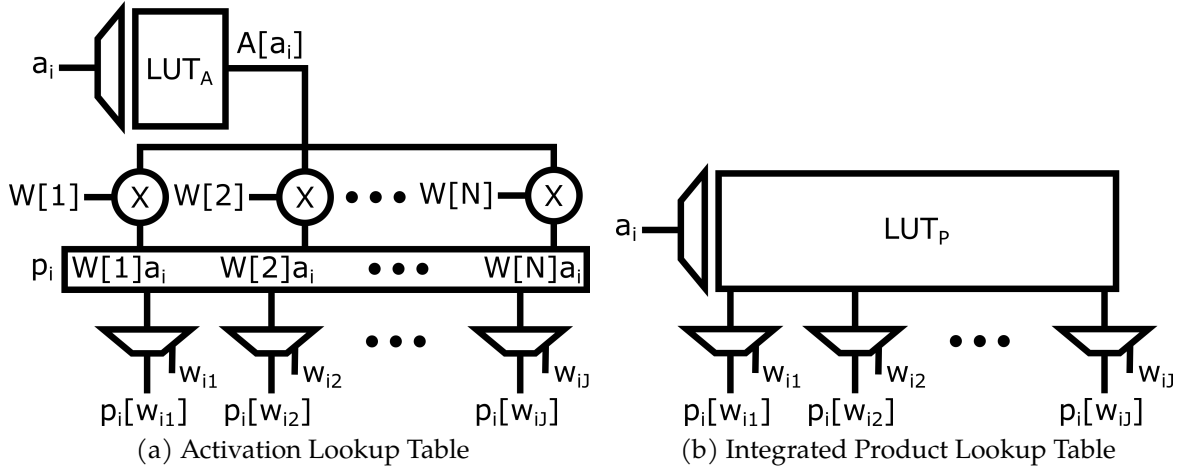 a_i
LUT_A
A[a_i]
W[1]
X
W[2]
X
W[N]
X
p_i
W[1]a_i
W[2]a_i
W[N]a_i
w_i1
w_i2
w_iJ
p_i[w_i1]
p_i[w_i2]
p_i[w_iJ]
(a) Activation Lookup Table
a_i
LUT_P
w_i1
w_i2
w_iJ
p_i[w_i1]
p_i[w_i2]
p_i[w_iJ]
(b) Integrated Product Lookup Table